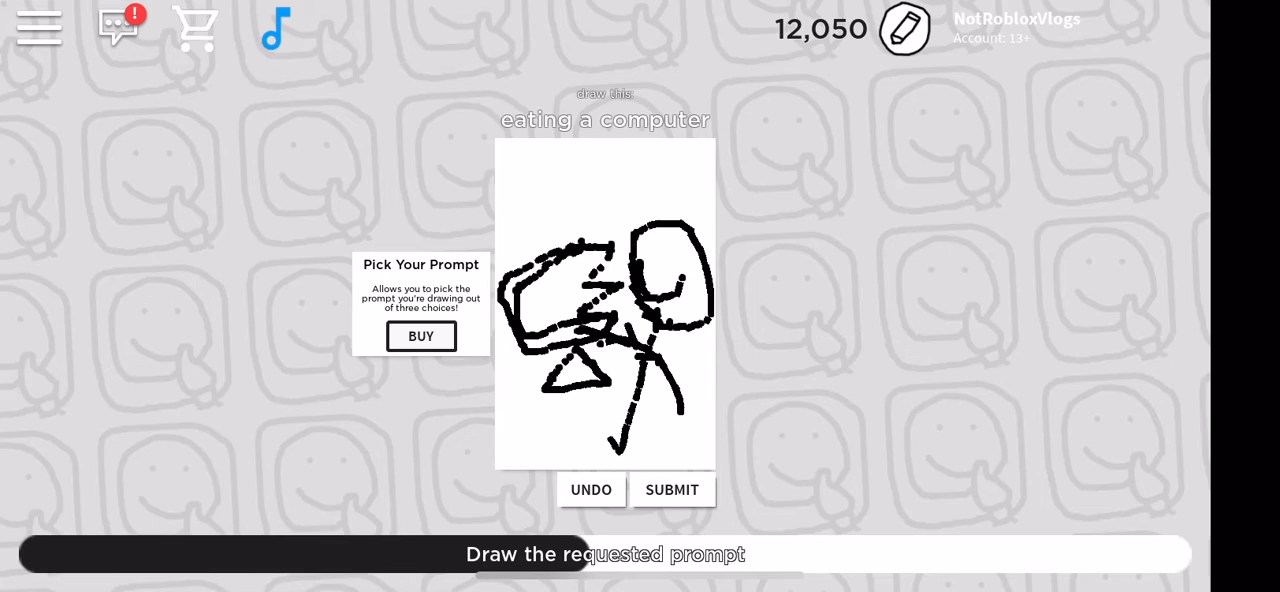 !
12,050
NotRobloxVlogs
Account: 13+
draw this:
eating a computer
Pick Your Prompt
Allows you to pick the
prompt you're drawing out
of three choices!
BUY
UNDO
SUBMIT
Draw the requested prompt